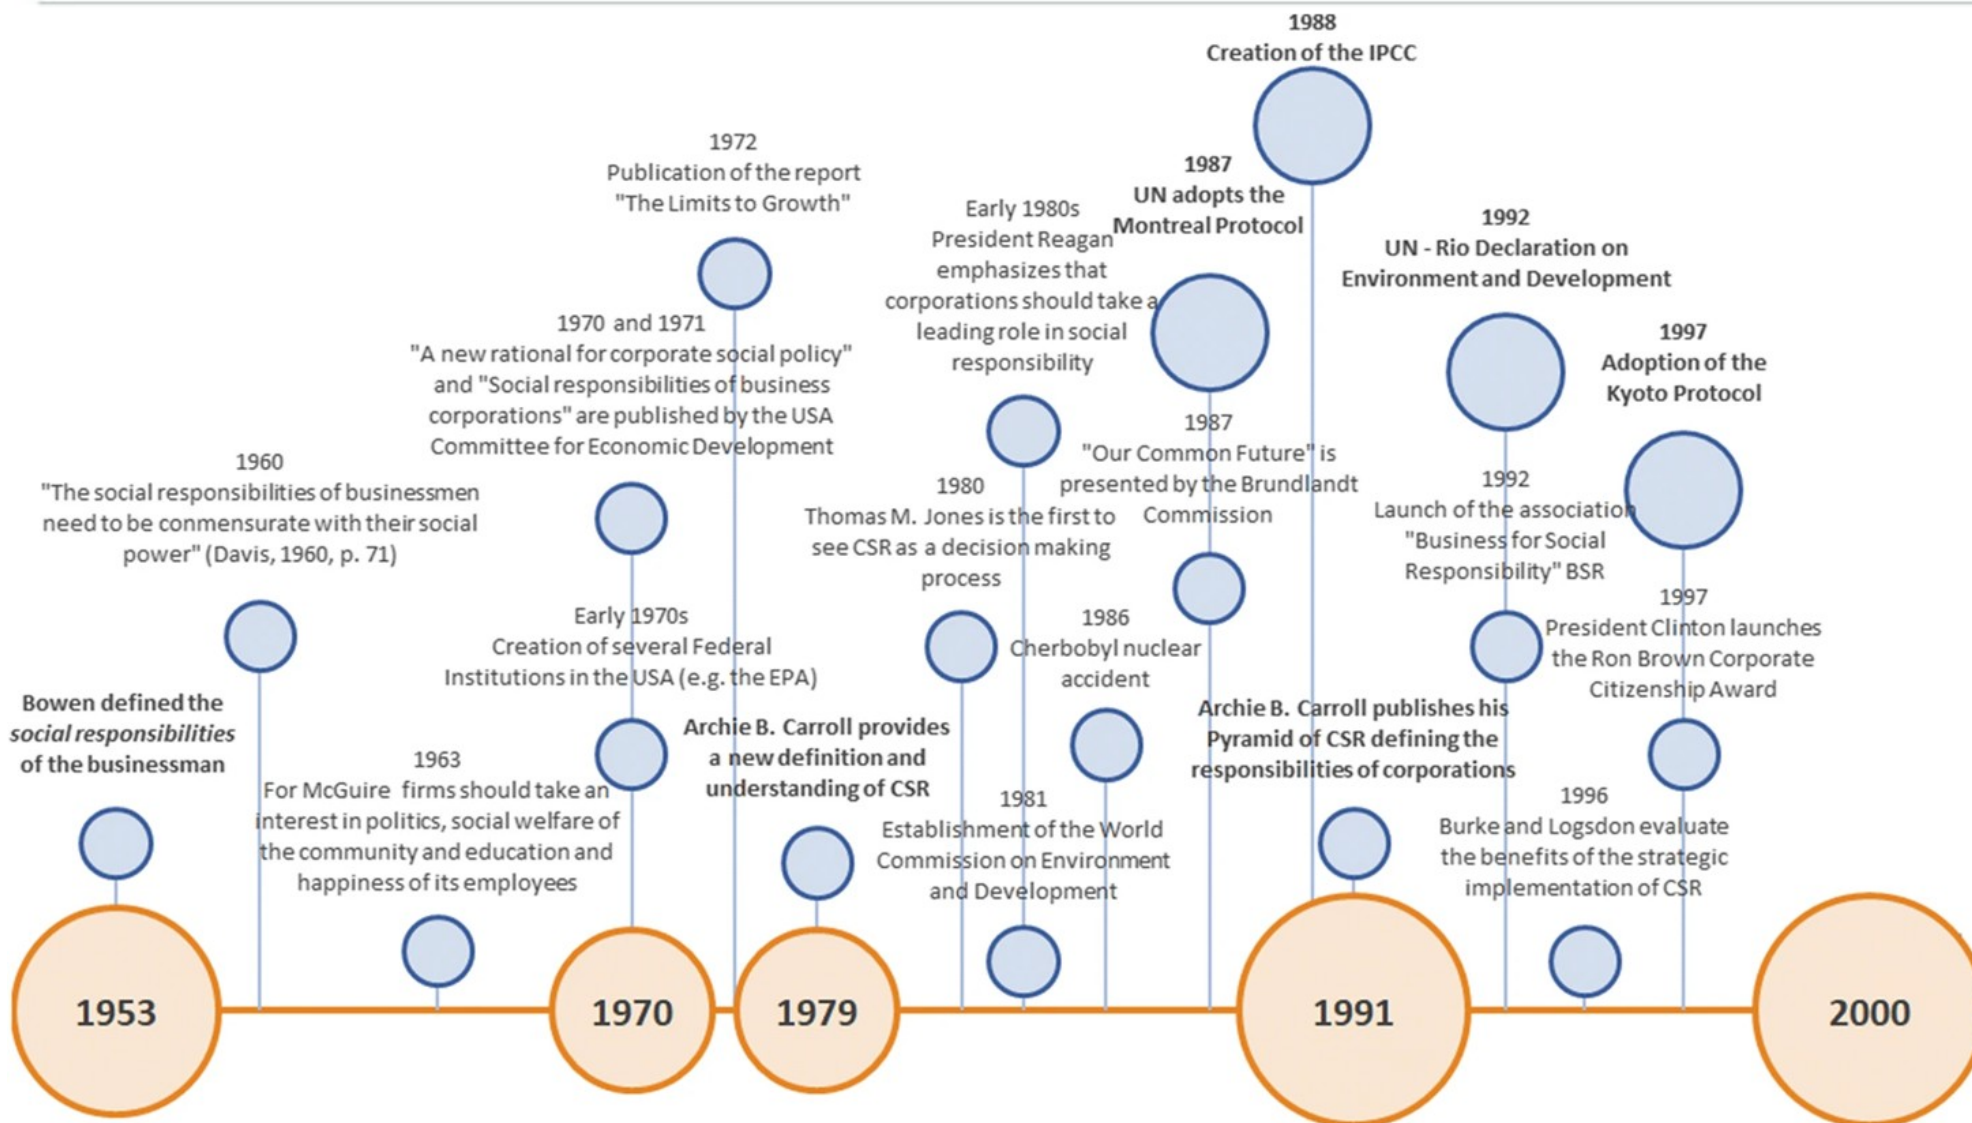 1988
Creation of the IPCC
1972
Publication of the report
"The Limits to Growth"
1987
UN adopts the
Montreal Protocol
Early 1980s
President Reagan
emphasizes that
corporations should take a
leading role in social
responsibility
1992
UN - Rio Declaration on
Environment and Development
1970 and 1971
"A new rational for corporate social policy"
and "Social responsibilities of business
corporations" are published by the USA
Committee for Economic Development
1997
Adoption of the
Kyoto Protocol
1987
"Our Common Future" is
presented by the Brundlandt
Commission
1960
"The social responsibilities of businessmen
need to be conmensurate with their social
power" (Davis, 1960, p. 71)
1980
Thomas M. Jones is the first to
see CSR as a decision making
process
1992
Launch of the association
"Business for Social
Responsibility" BSR
Early 1970s
Creation of several Federal
Institutions in the USA (e.g. the EPA)
1986
Cherbobyl nuclear
accident
1997
President Clinton launches
the Ron Brown Corporate
Citizenship Award
Bowen defined the
social responsibilities
of the businessman
Archie B. Carroll provides
a new definition and
understanding of CSR
Archie B. Carroll publishes his
Pyramid of CSR defining the
responsibilities of corporations
1963
For McGuire firms should take an
interest in politics, social welfare of
the community and education and
happiness of its employees
1981
Establishment of the World
Commission on Environment
and Development
1996
Burke and Logsdon evaluate
the benefits of the strategic
implementation of CSR
1953
1970
1979
1991
2000